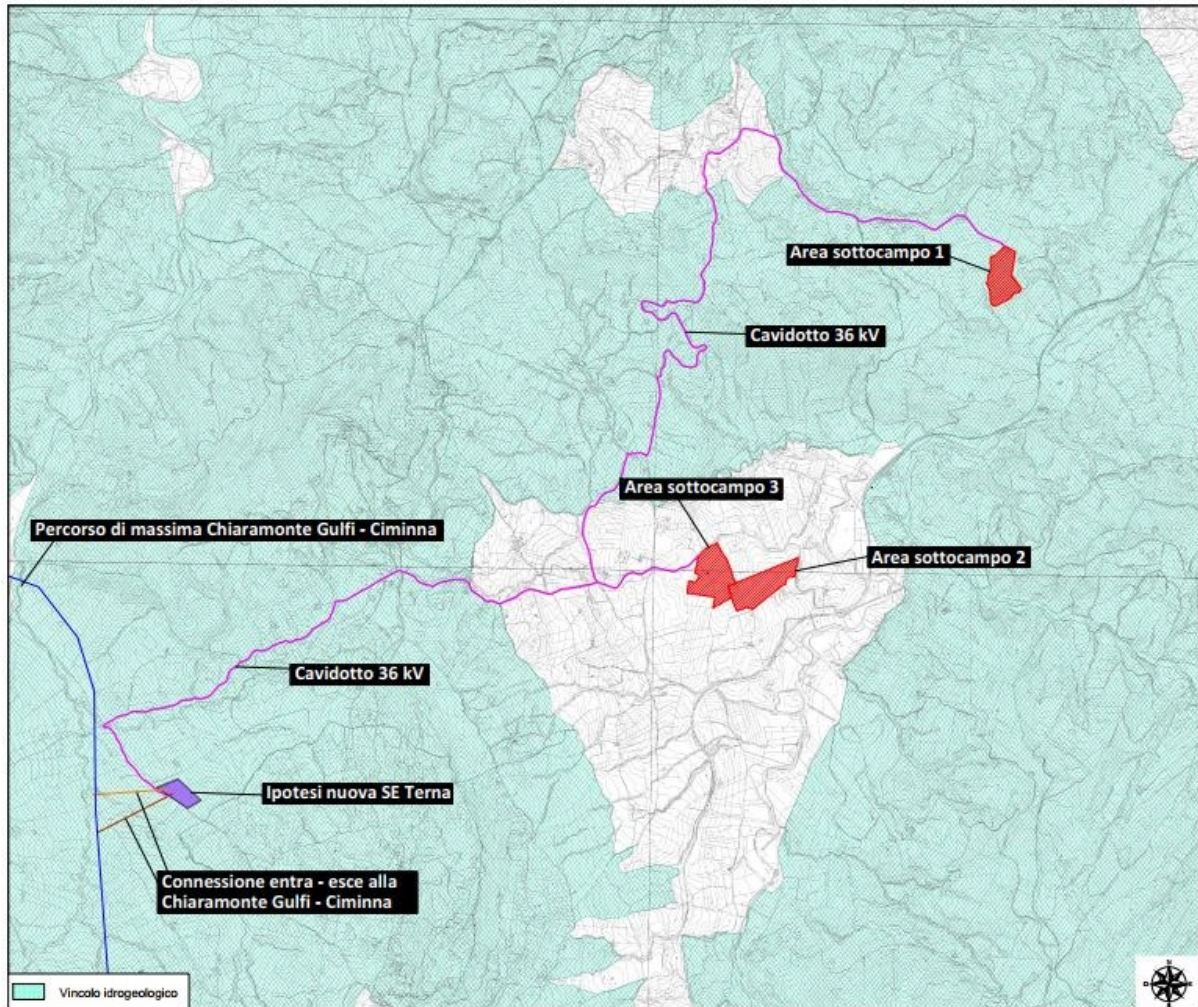 Area sottocampo 1
Cavidotto 36 kV
Area sottocampo 3
Percorso di massima Chiaramonte Gulfi - Ciminna
Area sottocampo 2
Cavidotto 36 kV
Ipotesi nuova SE Terna
Connessione entra - esce alla
Chiaramonte Gulfi - Ciminna
Vincolo idrogeologico
N